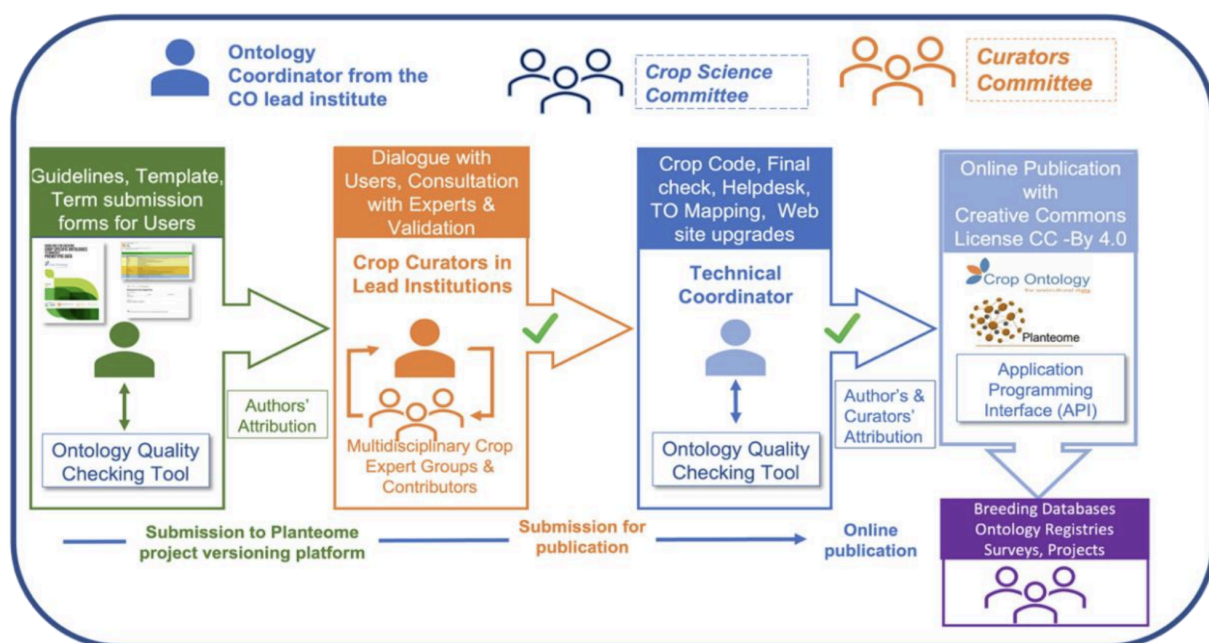 Ontology
Coordinator from the
CO lead institute
Crop Science
Committee
Curators
Committee
Guidelines, Template,
Term submission
forms for Users
Ontology Quality
Checking Tool
Authors'
Attribution
Dialogue with
Users, Consultation
with Experts &
Validation
Crop Curators in
Lead Institutions
Multidisciplinary Crop
Expert Groups &
Contributors
Crop Code, Final
check, Helpdesk,
TO Mapping, Web
site upgrades
Technical
Coordinator
Ontology Quality
Checking Tool
Author's &
Curators'
Attribution
Online Publication
with
Creative Commons
License CC -By 4.0
Crop Ontology
Planteome
Application
Programming
Interface (API)
Submission to Planteome
project versioning platform
Submission for
publication
Online
publication
Breeding Databases
Ontology Registries
Surveys, Projects